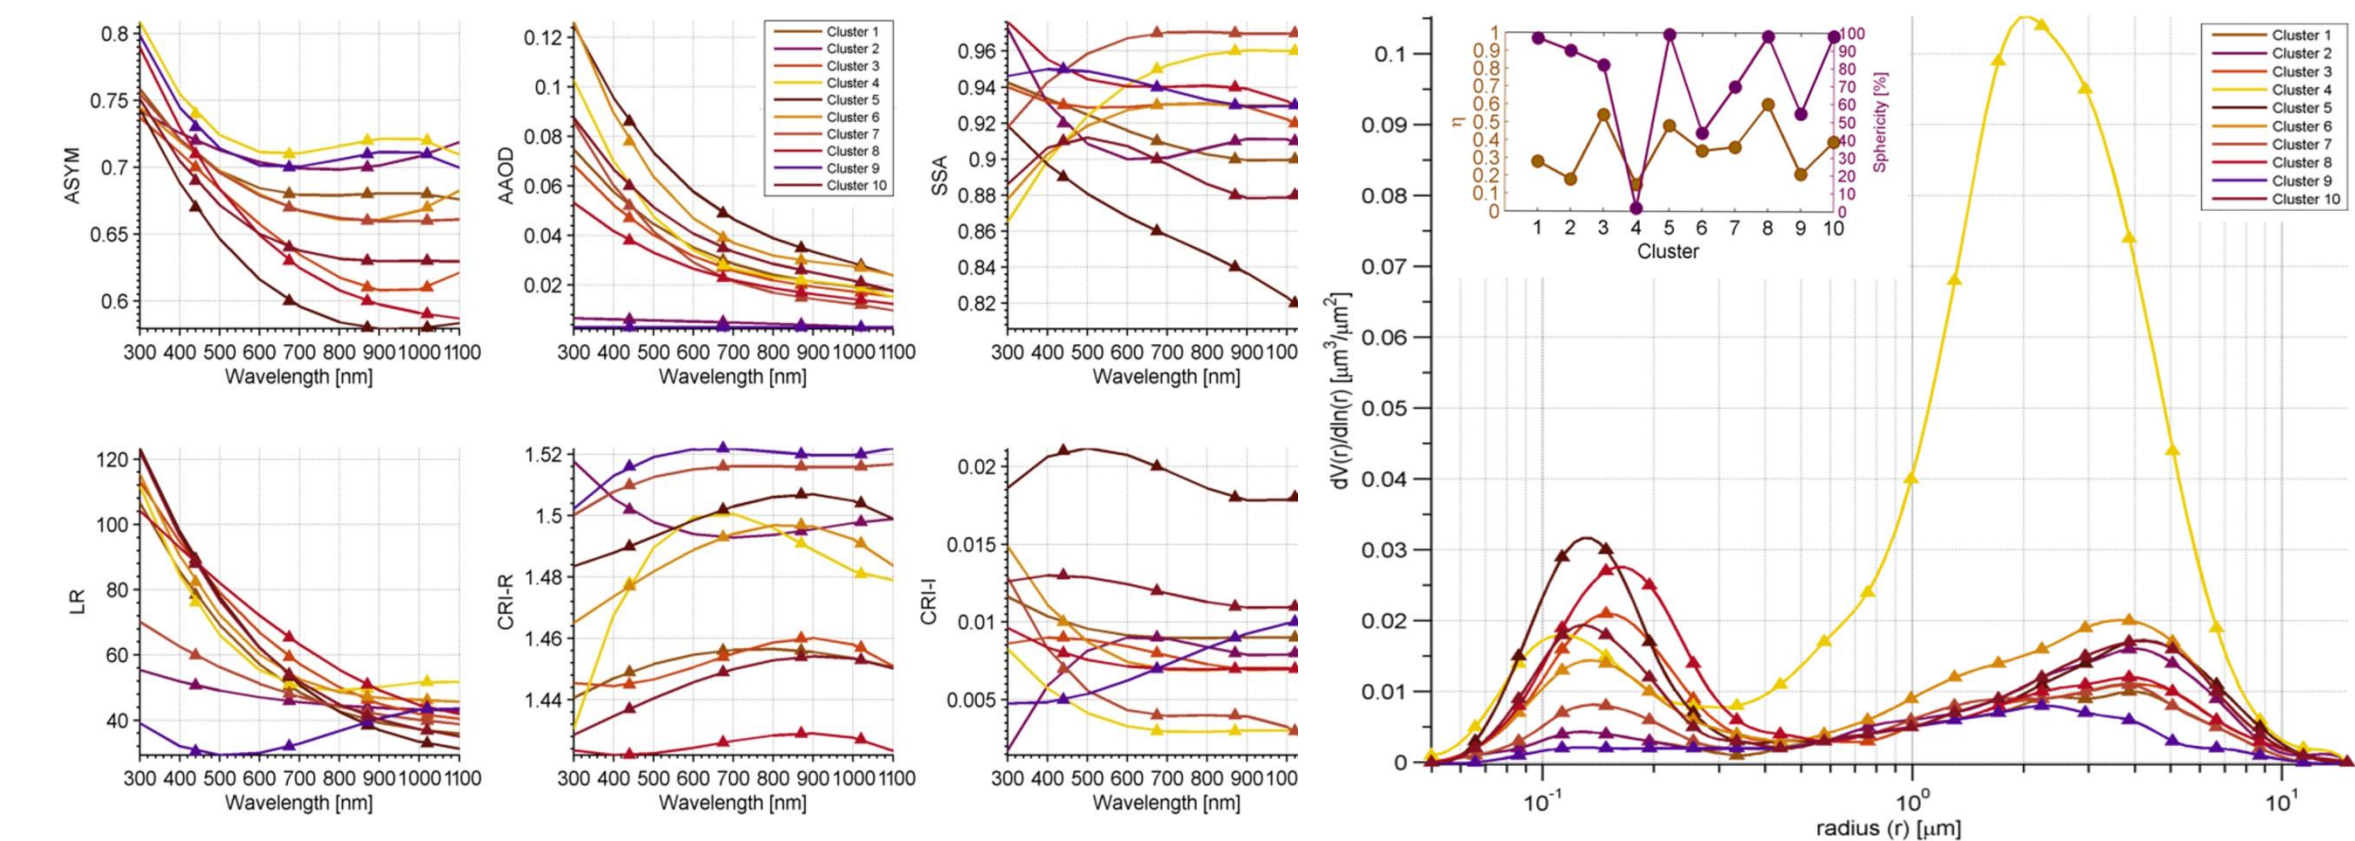 ASYM
0.8
0.75
0.7
0.65
0.6
300 400 500 600 700 800 900 1000 1100
Wavelength [nm]
AAOD
0.12
0.1
0.08
0.06
0.04
0.02
Cluster 1
Cluster 2
Cluster 3
Cluster 4
Cluster 5
Cluster 6
Cluster 7
Cluster 8
Cluster 9
Cluster 10
300 400 500 600 700 800 900 1000 1100
Wavelength [nm]
SSA
0.96
0.94
0.92
0.9
0.88
0.86
0.84
0.82
300 400 500 600 700 800 900 100
Wavelength [nm]
LR
120
100
80
60
40
300 400 500 600 700 800 900 1000 1100
Wavelength [nm]
CRI-R
1.52
1.5
1.48
1.46
1.44
300 400 500 600 700 800 900 1000 1100
Wavelength [nm]
CRI-I
0.02
0.015
0.01
0.005
300 400 500 600 700 800 900 100
Wavelength [nm]
dV(r)/dln(r) [μm³/μm²]
0.1
0.09
0.08
0.07
0.06
0.05
0.04
0.03
0.02
0.01
0
10⁻¹ 10⁰ 10¹
radius (r) [μm]
η
1
0.9
0.8
0.7
0.6
0.5
0.4
0.3
0.2
0.1
0
1 2 3 4 5 6 7 8 9 10
Cluster
100
90
80
70
60
50
40
30
20
10
0
Sphericity [%]
Cluster 1
Cluster 2
Cluster 3
Cluster 4
Cluster 5
Cluster 6
Cluster 7
Cluster 8
Cluster 9
Cluster 10